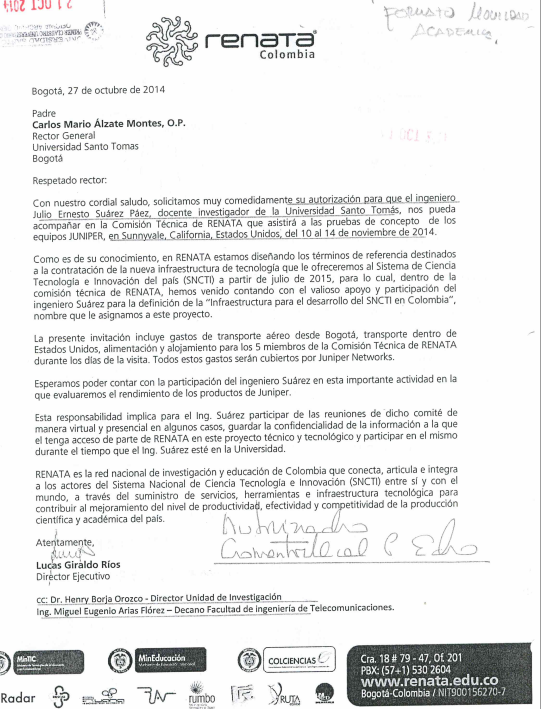 FORMATO MOVILIDAD
ACADEMICA
renata
Colombia
Bogotá, 27 de octubre de 2014
Padre
Carlos Mario Álzate Montes, O.P.
Rector General
Universidad Santo Tomas
Bogotá
Respetado rector:
Con nuestro cordial saludo, solicitamos muy comedidamente su autorización para que el ingeniero
Julio Ernesto Suárez Páez, docente investigador de la Universidad Santo Tomás, nos pueda
acompañar en la Comisión Técnica de RENATA que asistirá a las pruebas de concepto de los
equipos JUNIPER, en Sunnyvale, California, Estados Unidos, del 10 al 14 de noviembre de 2014.
Como es de su conocimiento, en RENATA estamos diseñando los términos de referencia destinados
a la contratación de la nueva infraestructura de tecnología que le ofreceremos al Sistema de Ciencia
Tecnología e Innovación del país (SNCTI) a partir de julio de 2015, para lo cual, dentro de la
comisión técnica de RENATA, hemos venido contando con el valioso apoyo y participación del
ingeniero Suárez para la definición de la “Infraestructura para el desarrollo del SNCTI en Colombia”,
nombre que le asignamos a este proyecto.
La presente invitación incluye gastos de transporte aéreo desde Bogotá, transporte dentro de
Estados Unidos, alimentación y alojamiento para los 5 miembros de la Comisión Técnica de RENATA
durante los días de la visita. Todos estos gastos serán cubiertos por Juniper Networks.
Esperamos poder contar con la participación del ingeniero Suárez en esta importante actividad en la
que evaluaremos el rendimiento de los productos de Juniper.
Esta responsabilidad implica para el Ing. Suárez participar de las reuniones de dicho comité de
manera virtual y presencial en algunos casos, guardar la confidencialidad de la información a la que
el tenga acceso de parte de RENATA en este proyecto técnico y tecnológico y participar en el mismo
durante el tiempo que el Ing. Suárez esté en la Universidad.
RENATA es la red nacional de investigación y educación de Colombia que conecta, articula e integra
a los actores del Sistema Nacional de Ciencia Tecnología e Innovación (SNCTI) entre sí y con el
mundo, a través del suministro de servicios, herramientas e infraestructura tecnológica para
contribuir al mejoramiento del nivel de productividad, efectividad y competitividad de la producción
científica y académica del país.
Atentamente,
Lucas Giraldo Ríos
Director Ejecutivo
cc: Dr. Henry Borja Orozco - Director Unidad de Investigación
Ing. Miguel Eugenio Arias Flórez – Decano Facultad de ingeniería de Telecomunicaciones.
MinTIC
MinEducación
COLCIENCIAS
Cra. 18 # 79 - 47, Of. 201
PBX: (57+1) 530 2604
www.renata.edu.co
Bogotá-Colombia / NIT900156270-7
Radar
rumbo
RUTA